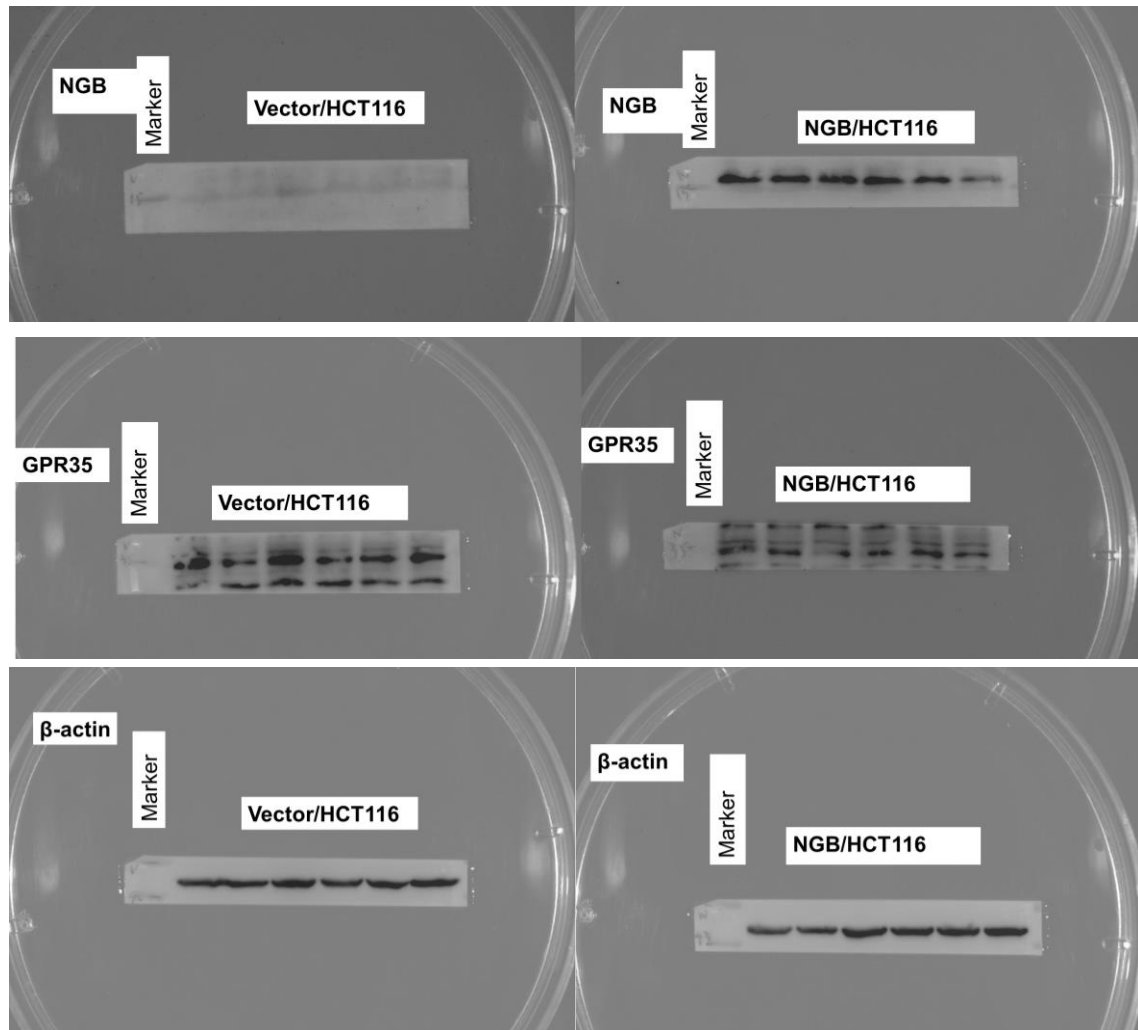 NGB
Marker
Vector/HCT116
NGB
Marker
NGB/HCT116
GPR35
Marker
Vector/HCT116
GPR35
Marker
NGB/HCT116
β-actin
Marker
Vector/HCT116
β-actin
Marker
NGB/HCT116